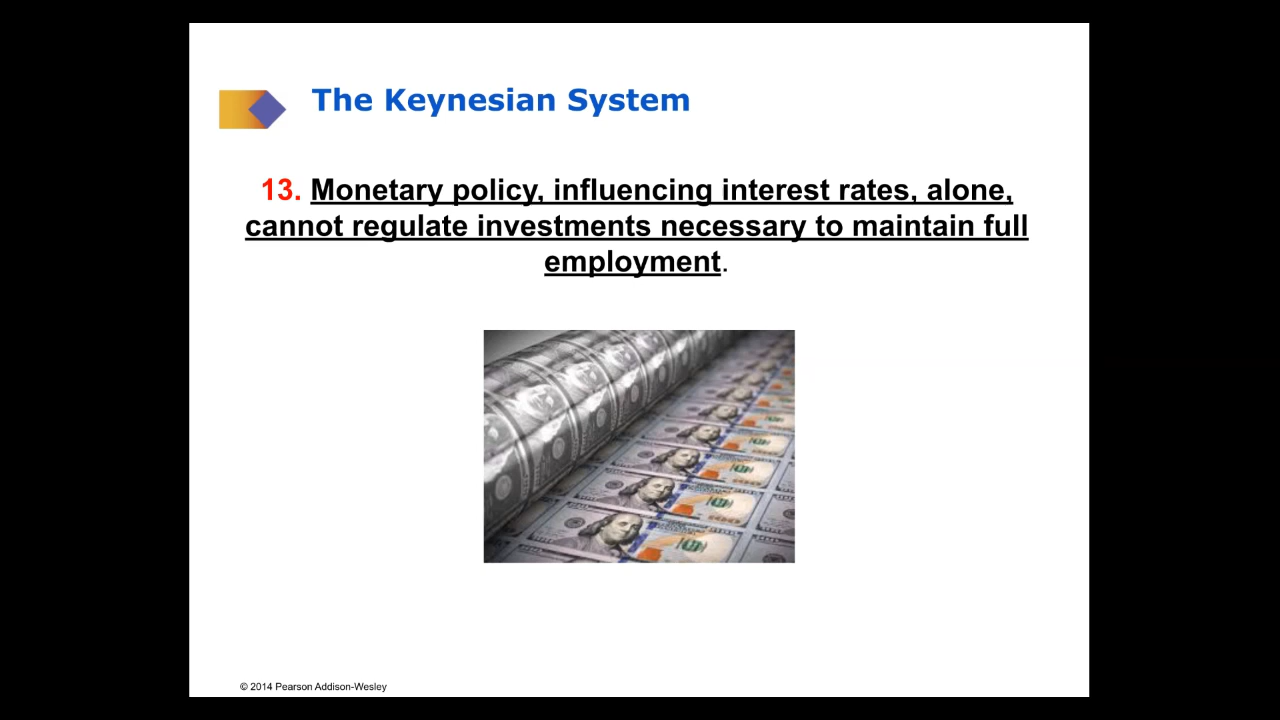 The Keynesian System
13. Monetary policy, influencing interest rates, alone,
cannot regulate investments necessary to maintain full
employment.
© 2014 Pearson Addison-Wesley